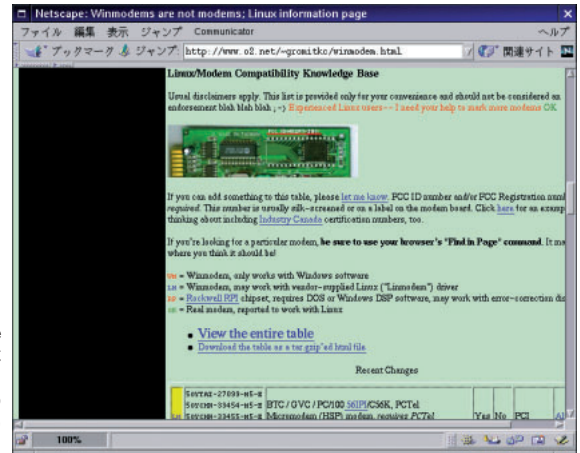 Netscape: Winmodems are not modems; Linux information page
ファイル 編集 表示 ジャンプ Communicator ヘルプ
ブックマーク ジャンプ: http://www.o2.net/~gromitkc/winmodem.html 関連サイト
Linux/Modem Compatibility Knowledge Base
Usual disclaimers apply. This list is provided only for your convenience and should not be considered an
endorsement blah blah blah ;-) Experienced Linux users-- I need your help to mark more modems OK
If you can add something to this table, please let me know. FCC ID number and/or FCC Registration num
required. This number is usually silk-screened or on a label on the modem board. Click here for an examp
thinking about including Industry Canada certification numbers, too.
If you're looking for a particular modem, be sure to use your browser's "Find in Page" command. It ma
where you think it should be!
WM = Winmodem, only works with Windows software
LM = Winmodem, may work with vendor-supplied Linux ("Linmodem") driver
= Rockwell RPI chipset, requires DOS or Windows DSP software, may work with error-correction dis
OK = Real modem, reported to work with Linux
View the entire table
Download the table as a tar gzip'ed html file
Recent Changes
BTC / GVC / PC/100 56IPI/CS6K, PCTel
LM Micromodem (HSP) modem, requires PCTel Yes No PCI
100%